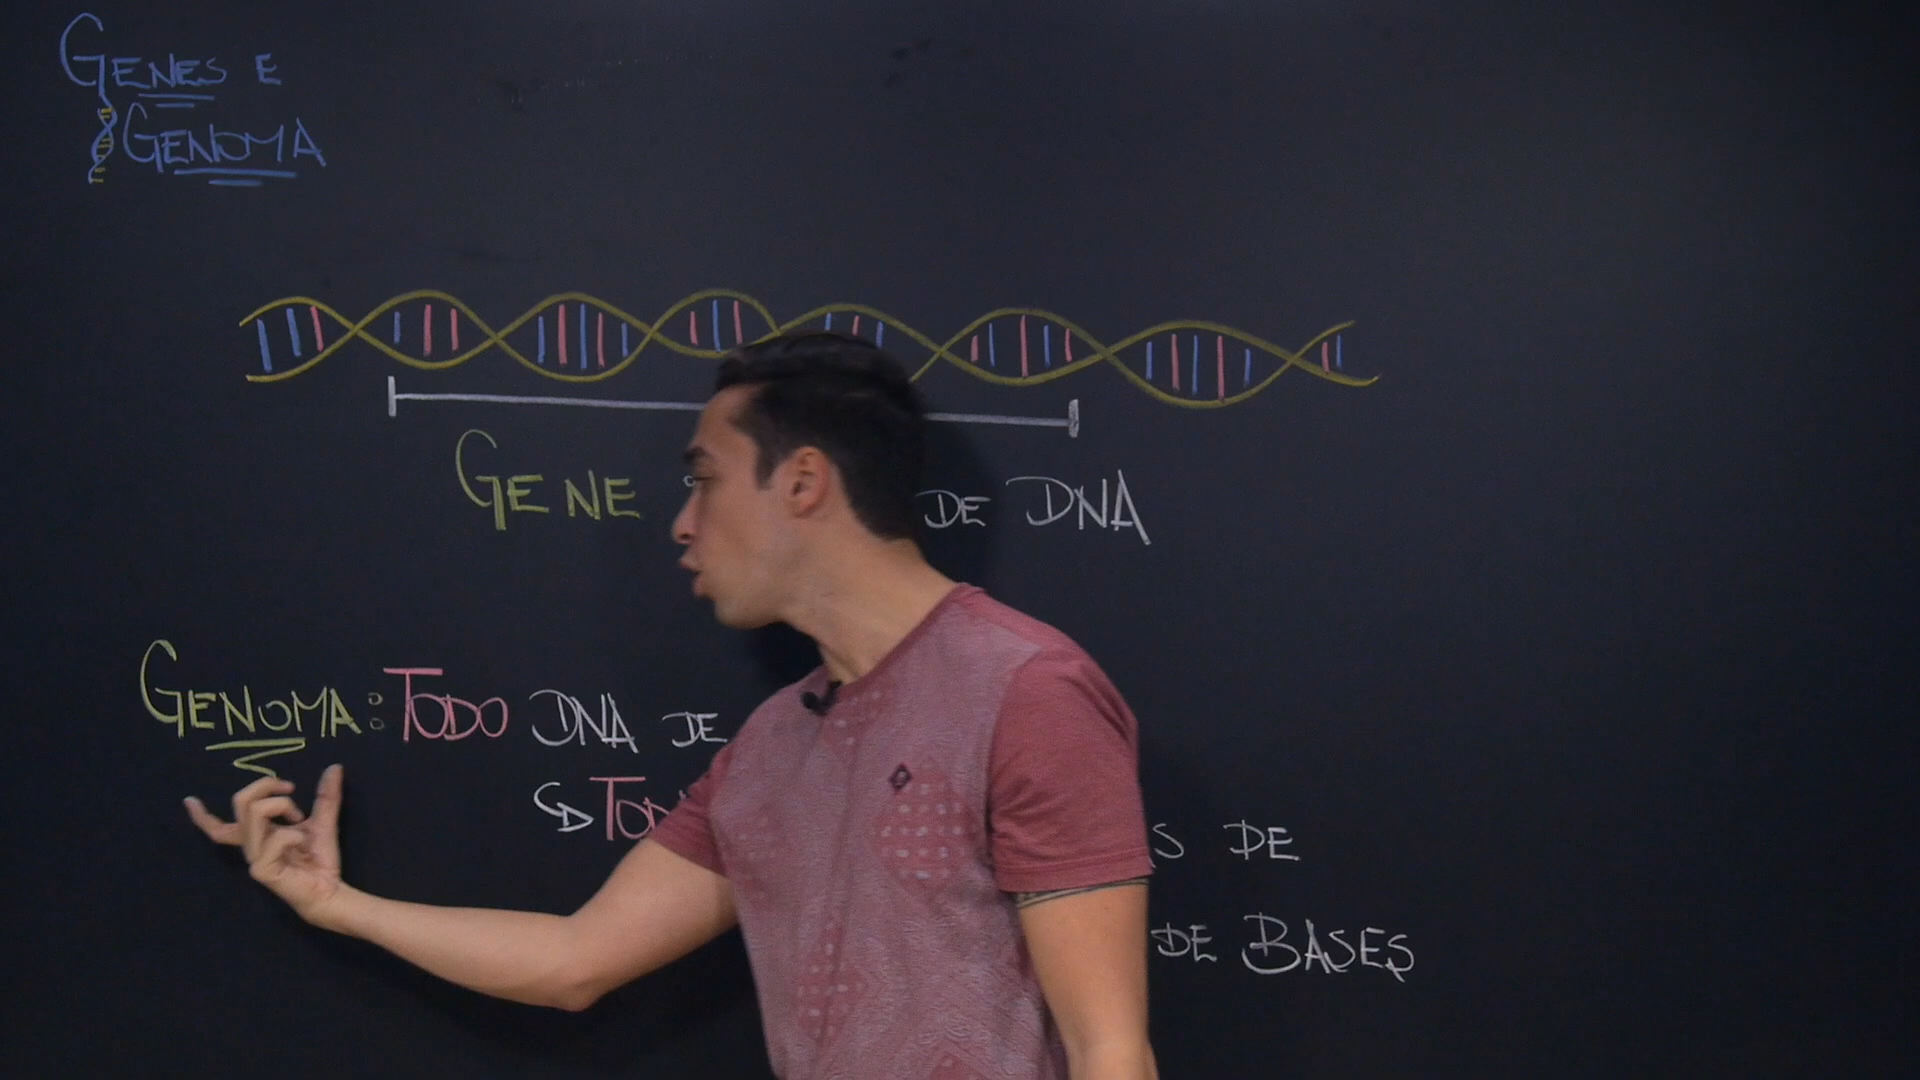 GENES E
GENOMA
GENE DE DNA
GENOMA: TODO DNA DE
DE
DE BASES